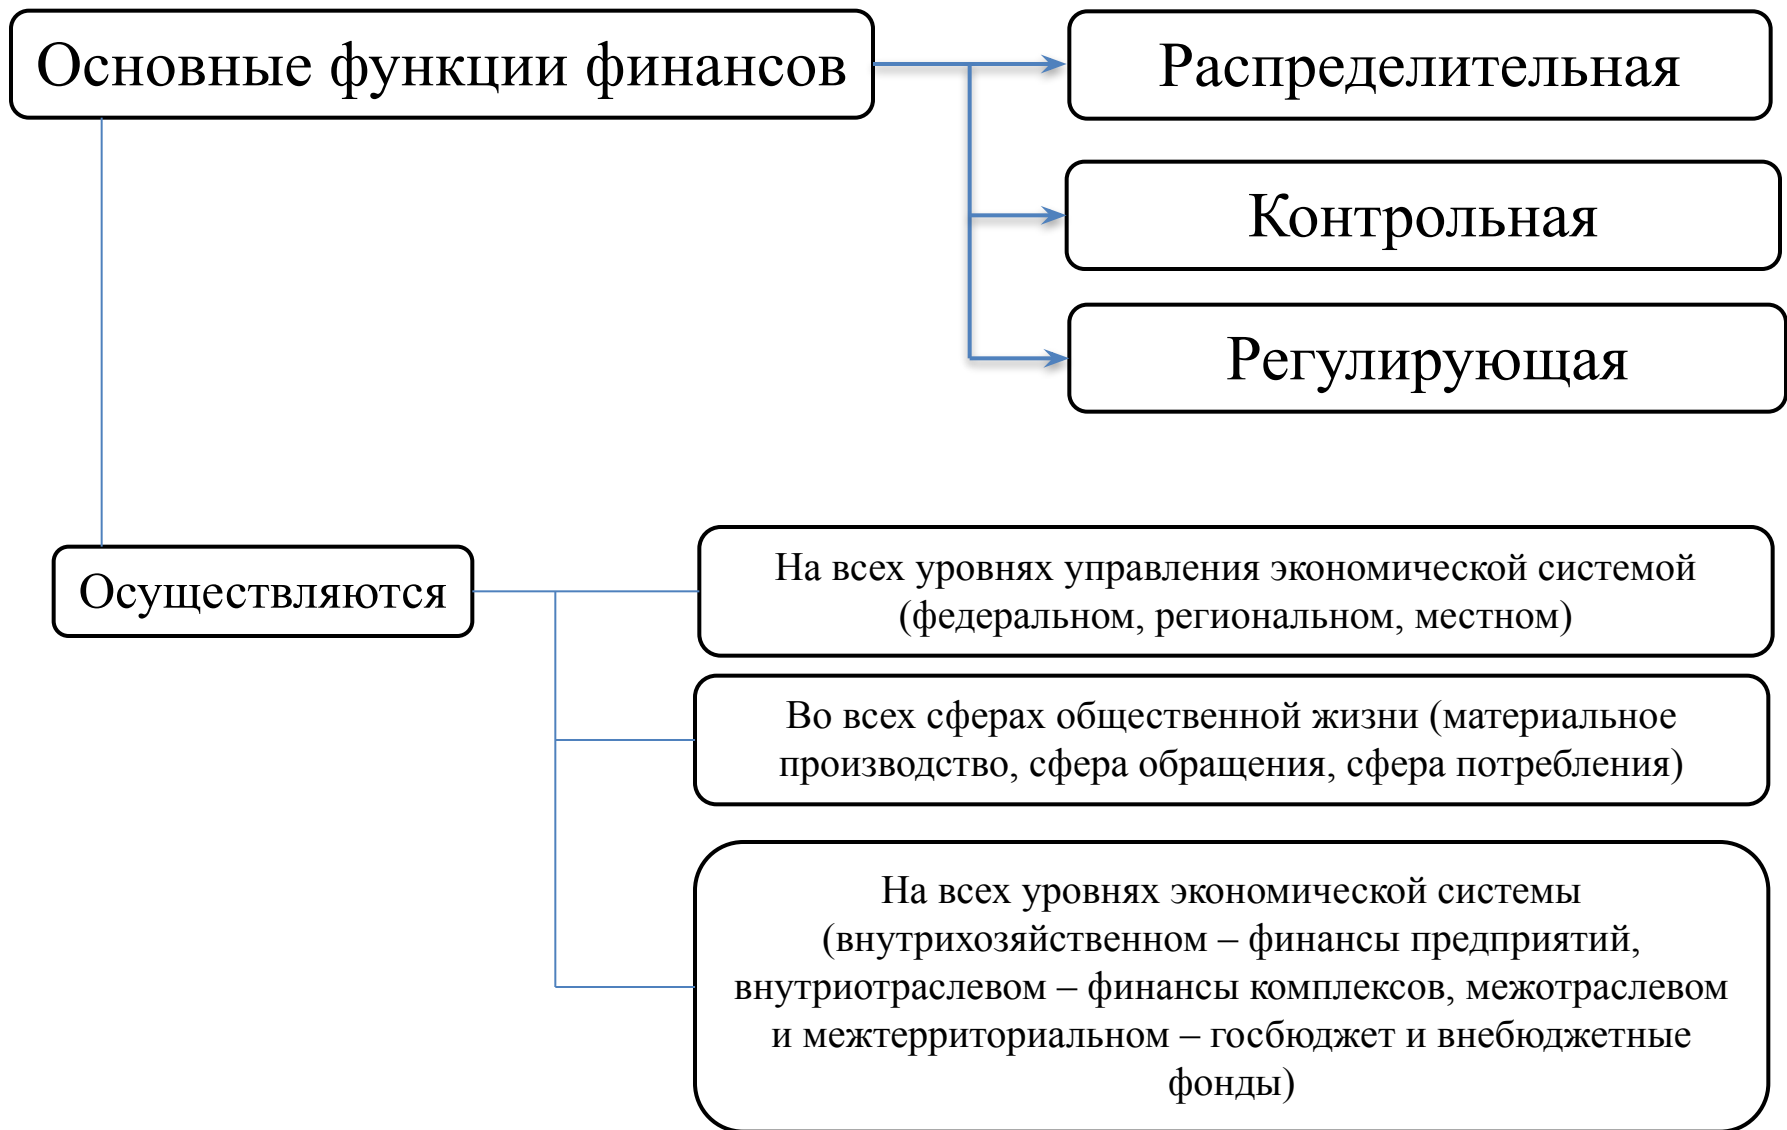 Основные функции финансов
Распределительная
Контрольная
Регулирующая
Осуществляются
На всех уровнях управления экономической системой
(федеральном, региональном, местном)
Во всех сферах общественной жизни (материальное
производство, сфера обращения, сфера потребления)
На всех уровнях экономической системы
(внутрихозяйственном – финансы предприятий,
внутриотраслевом – финансы комплексов, межотраслевом
и межтерриториальном – госбюджет и внебюджетные
фонды)